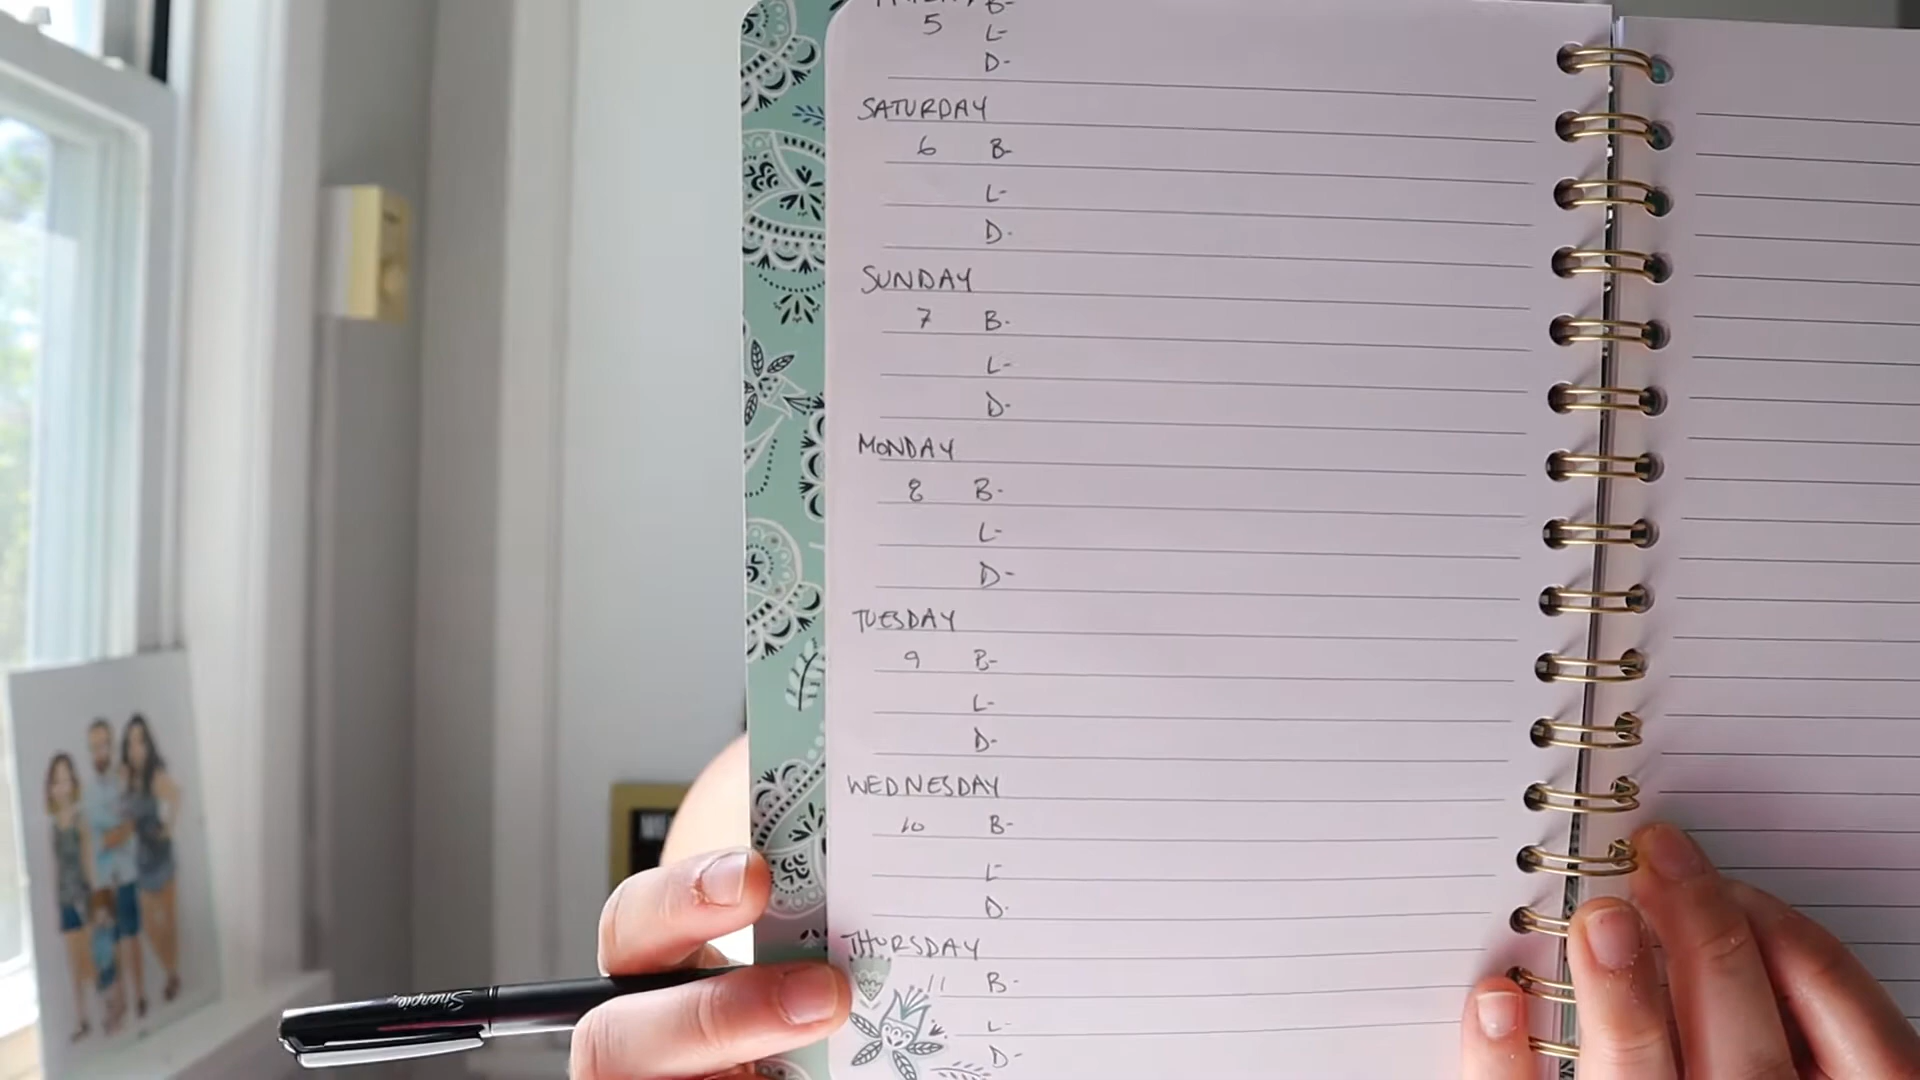 5 B-
L-
D-
SATURDAY
6 B-
L-
D-
SUNDAY
7 B-
L-
D-
MONDAY
8 B-
L-
D-
TUESDAY
9 B-
L-
D-
WEDNESDAY
10 B-
L-
D-
THURSDAY
11 B-
L-
D-
Sharpie